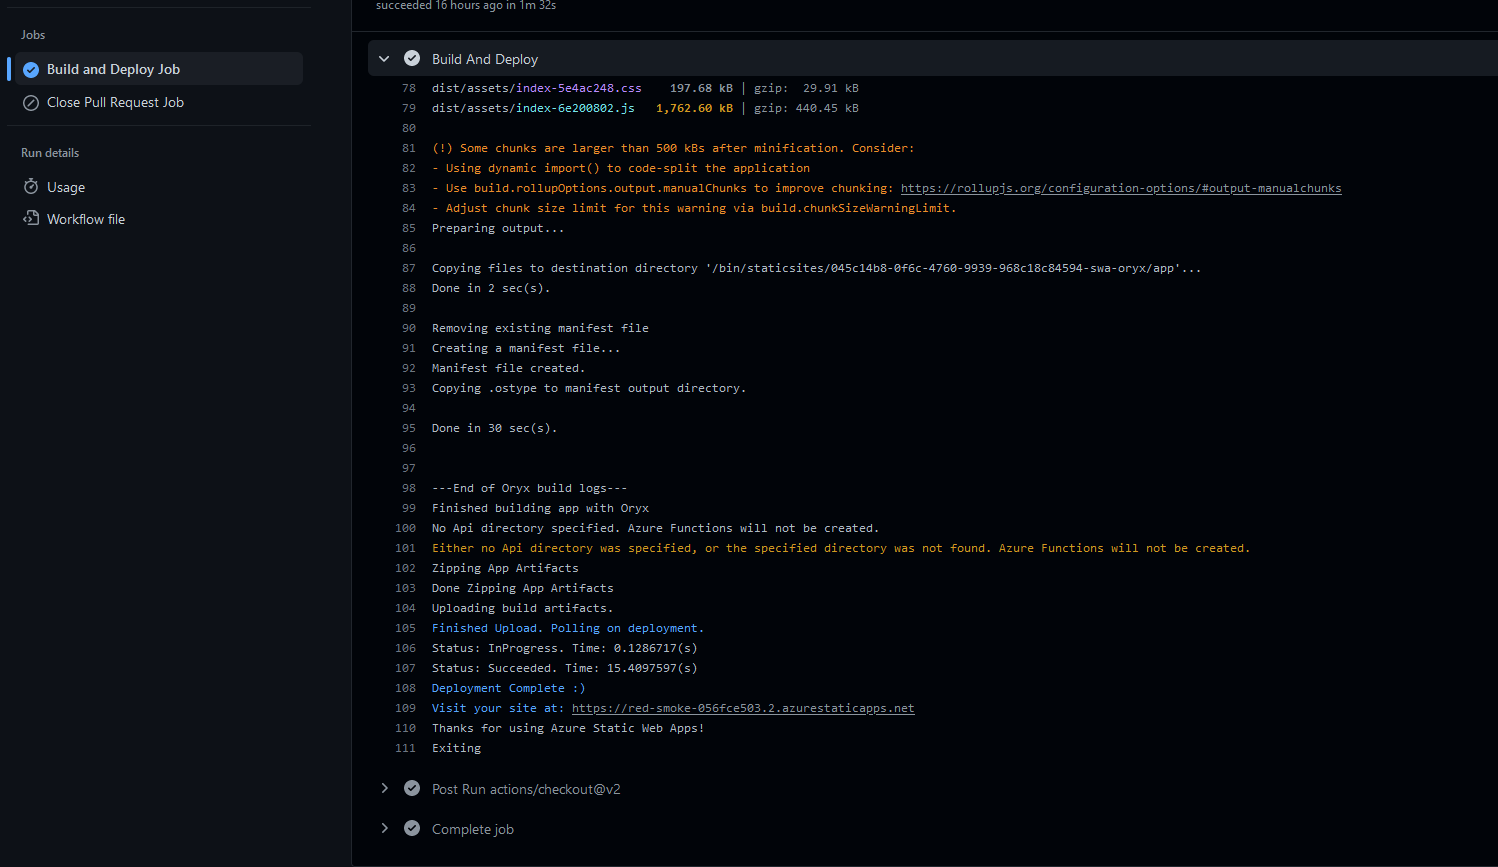 succeeded 16 hours ago in 1m 32s
Jobs
Build and Deploy Job
Close Pull Request Job
Run details
Usage
Workflow file
Build And Deploy
78 dist/assets/index-5e4ac248.css 197.68 kB | gzip: 29.91 kB
79 dist/assets/index-6e200802.js 1,762.60 kB | gzip: 440.45 kB
80
81 (!) Some chunks are larger than 500 kBs after minification. Consider:
82 - Using dynamic import() to code-split the application
83 - Use build.rollupOptions.output.manualChunks to improve chunking: https://rollupjs.org/configuration-options/#output-manualchunks
84 - Adjust chunk size limit for this warning via build.chunkSizeWarningLimit.
85 Preparing output...
86
87 Copying files to destination directory '/bin/staticsites/045c14b8-0f6c-4760-9939-968c18c84594-swa-oryx/app'...
88 Done in 2 sec(s).
89
90 Removing existing manifest file
91 Creating a manifest file...
92 Manifest file created.
93 Copying .ostype to manifest output directory.
94
95 Done in 30 sec(s).
96
97
98 ---End of Oryx build logs---
99 Finished building app with Oryx
100 No Api directory specified. Azure Functions will not be created.
101 Either no Api directory was specified, or the specified directory was not found. Azure Functions will not be created.
102 Zipping App Artifacts
103 Done Zipping App Artifacts
104 Uploading build artifacts.
105 Finished Upload. Polling on deployment.
106 Status: InProgress. Time: 0.1286717(s)
107 Status: Succeeded. Time: 15.4097597(s)
108 Deployment Complete :)
109 Visit your site at: https://red-smoke-056fce503.2.azurestaticapps.net
110 Thanks for using Azure Static Web Apps!
111 Exiting
Post Run actions/checkout@v2
Complete job